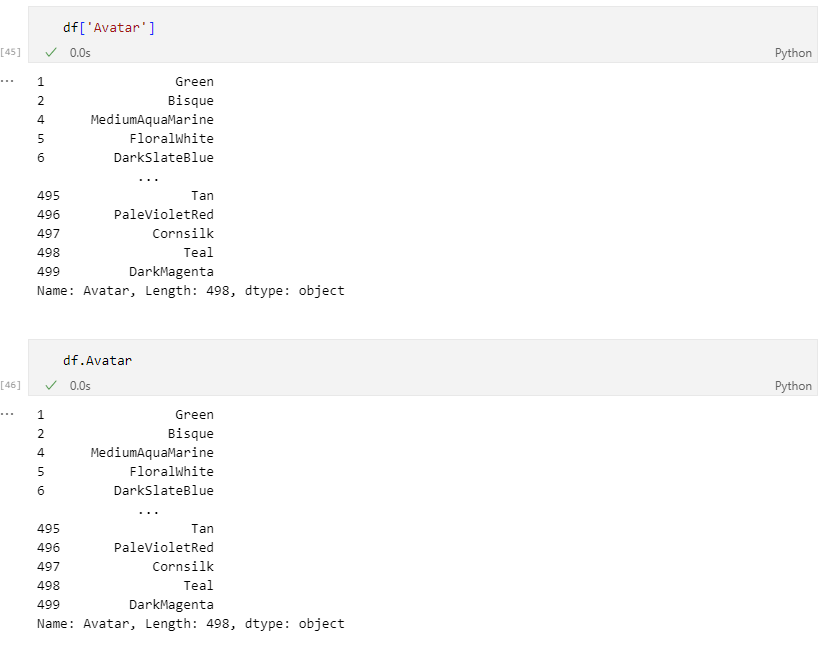 df['Avatar']
[45]
0.0s
Python
...
1 Green
2 Bisque
4 MediumAquaMarine
5 FloralWhite
6 DarkSlateBlue
...
495 Tan
496 PaleVioletRed
497 Cornsilk
498 Teal
499 DarkMagenta
Name: Avatar, Length: 498, dtype: object
df.Avatar
[46]
0.0s
Python
...
1 Green
2 Bisque
4 MediumAquaMarine
5 FloralWhite
6 DarkSlateBlue
...
495 Tan
496 PaleVioletRed
497 Cornsilk
498 Teal
499 DarkMagenta
Name: Avatar, Length: 498, dtype: object